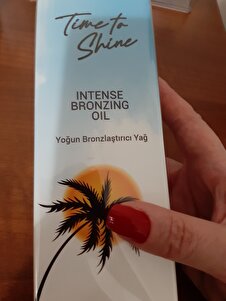 Time to
Shine
INTENSE
BRONZING
OIL
Yoğun Bronzlaştırıcı Yağ